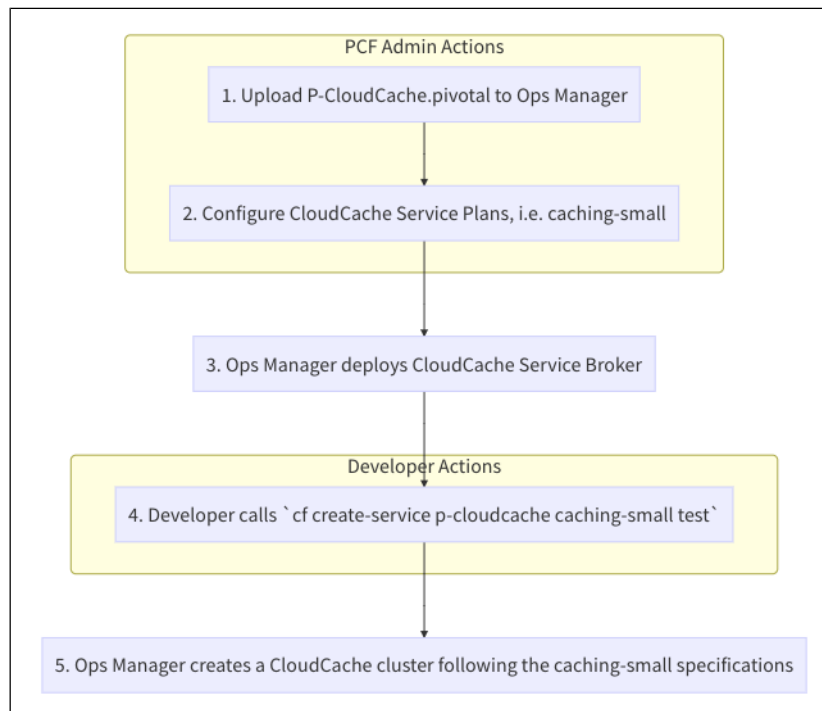 PCF Admin Actions
1. Upload P-CloudCache.pivotal to Ops Manager
2. Configure CloudCache Service Plans, i.e. caching-small
3. Ops Manager deploys CloudCache Service Broker
Developer Actions
4. Developer calls `cf create-service p-cloudcache caching-small test`
5. Ops Manager creates a CloudCache cluster following the caching-small specifications